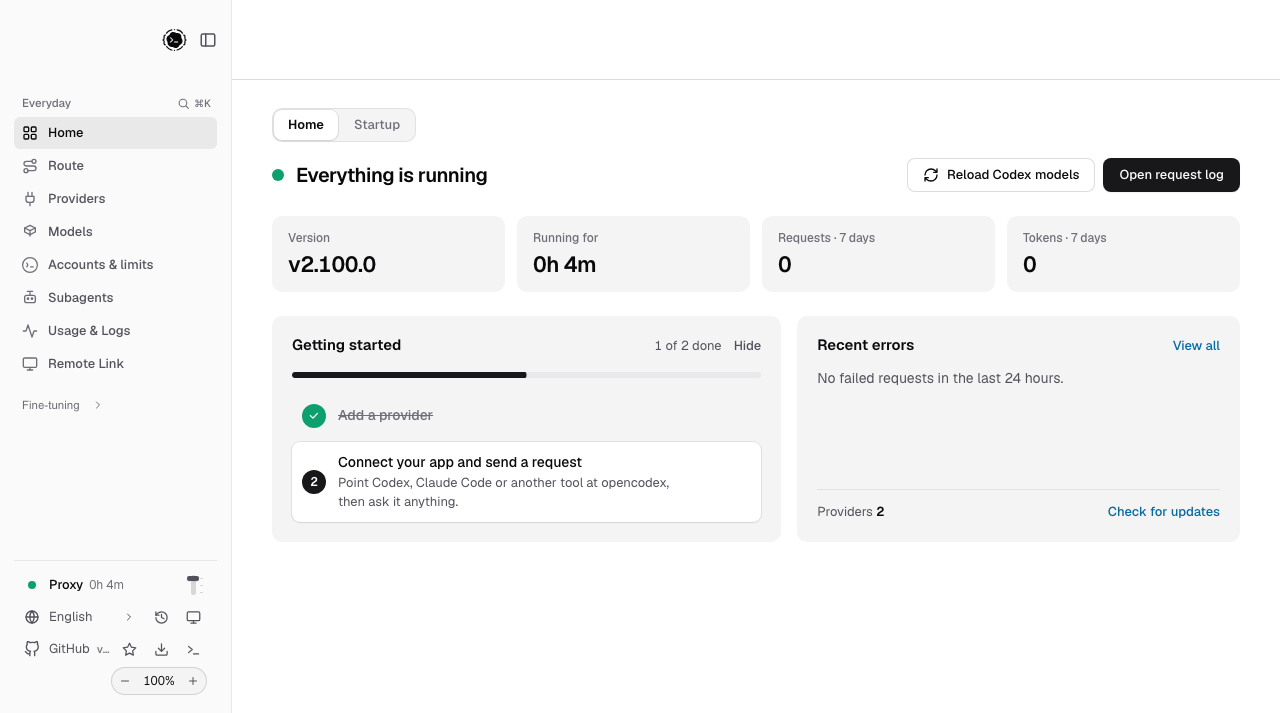 Everyday
⌘K
Home
Route
Providers
Models
Accounts & limits
Subagents
Usage & Logs
Remote Link
Fine-tuning
Proxy 0h 4m
English
GitHub v...
100%
Home
Startup
Everything is running
Reload Codex models
Open request log
Version
v2.100.0
Running for
0h 4m
Requests · 7 days
0
Tokens · 7 days
0
Getting started
1 of 2 done
Hide
Add a provider
2
Connect your app and send a request
Point Codex, Claude Code or another tool at opencodex,
then ask it anything.
Recent errors
View all
No failed requests in the last 24 hours.
Providers 2
Check for updates